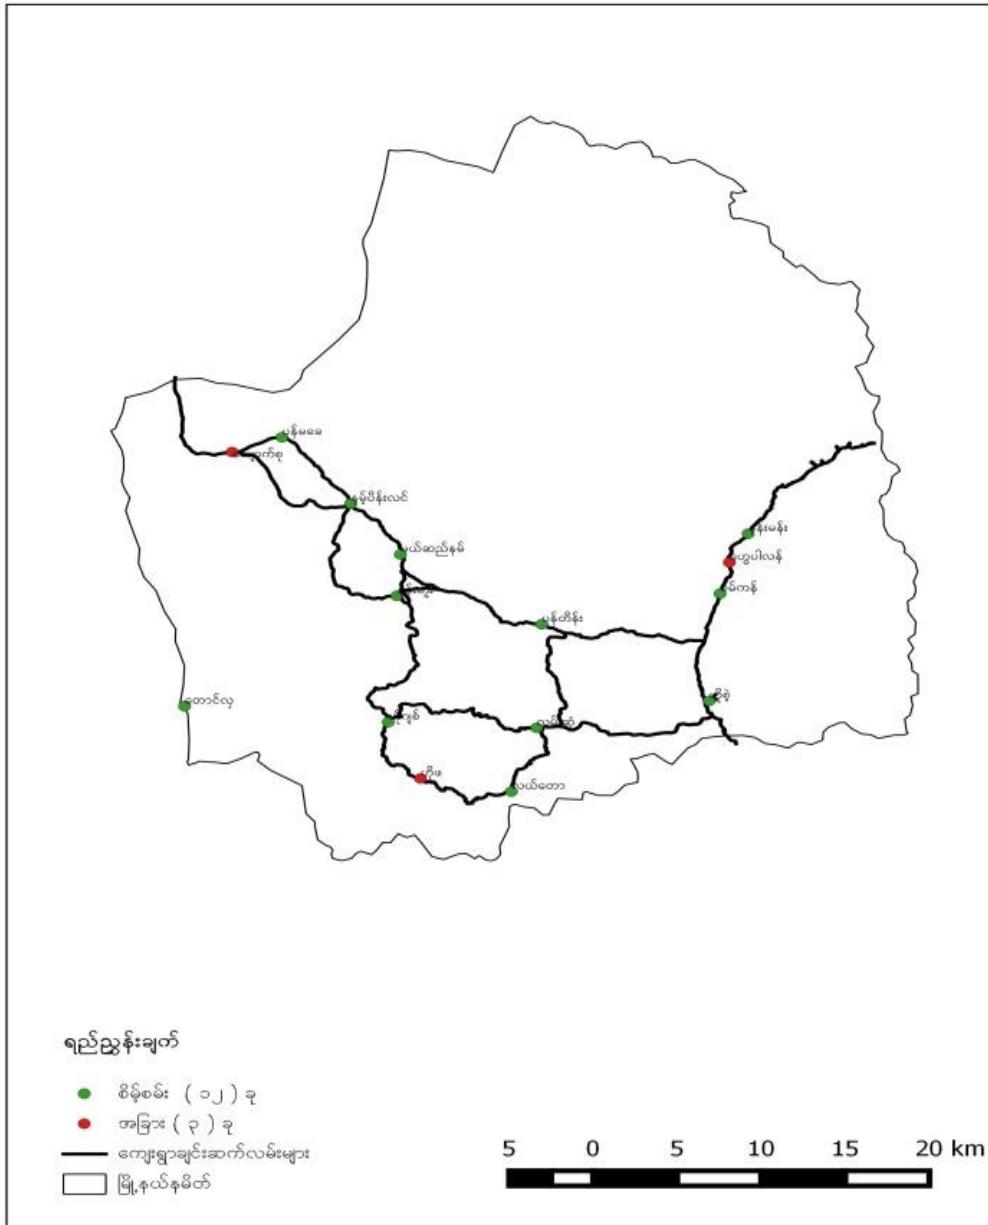 ပန်မခေ
နမ့်ပိန်းလင်
ယ်ဆည်နမ်
န်းမန်း
ဟွေပါလန်
မ်ကန်
ပန်တိန်း
တောင်လှ
လယ်တော
ရည်ညွှန်းချက်
စိမ့်စမ်း ( ၁၂ ) ခု
အခြား ( ၃ ) ခု
ကျေးရွာချင်းဆက်လမ်းများ
မြို့နယ်နမိတ်
5 0 5 10 15 20 km